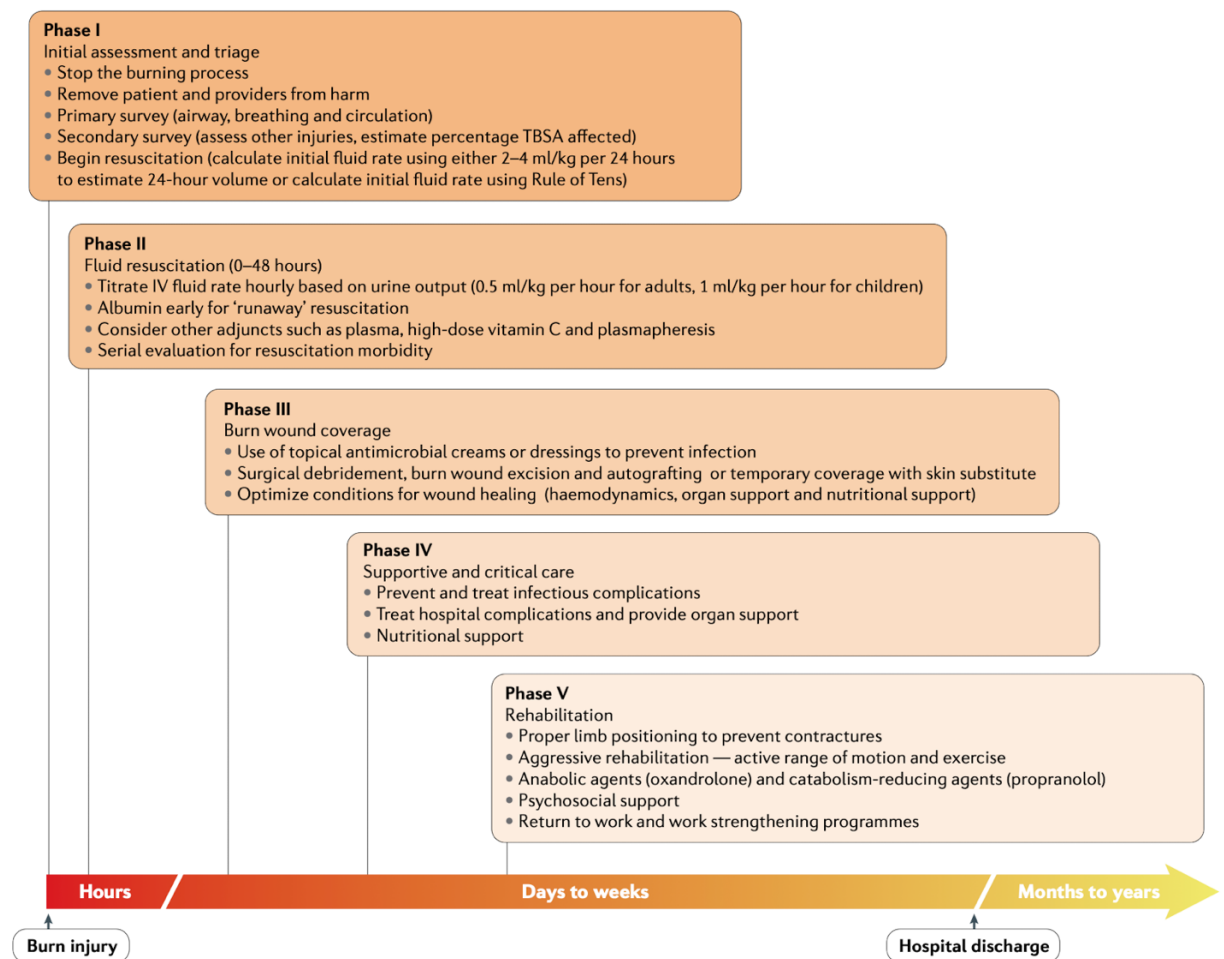 Phase I
Initial assessment and triage
• Stop the burning process
• Remove patient and providers from harm
• Primary survey (airway, breathing and circulation)
• Secondary survey (assess other injuries, estimate percentage TBSA affected)
• Begin resuscitation (calculate initial fluid rate using either 2–4 ml/kg per 24 hours
to estimate 24-hour volume or calculate initial fluid rate using Rule of Tens)
Phase II
Fluid resuscitation (0–48 hours)
• Titrate IV fluid rate hourly based on urine output (0.5 ml/kg per hour for adults, 1 ml/kg per hour for children)
• Albumin early for ‘runaway’ resuscitation
• Consider other adjuncts such as plasma, high-dose vitamin C and plasmapheresis
• Serial evaluation for resuscitation morbidity
Phase III
Burn wound coverage
• Use of topical antimicrobial creams or dressings to prevent infection
• Surgical debridement, burn wound excision and autografting or temporary coverage with skin substitute
• Optimize conditions for wound healing (haemodynamics, organ support and nutritional support)
Phase IV
Supportive and critical care
• Prevent and treat infectious complications
• Treat hospital complications and provide organ support
• Nutritional support
Phase V
Rehabilitation
• Proper limb positioning to prevent contractures
• Aggressive rehabilitation — active range of motion and exercise
• Anabolic agents (oxandrolone) and catabolism-reducing agents (propranolol)
• Psychosocial support
• Return to work and work strengthening programmes
Hours
Days to weeks
Months to years
Burn injury
Hospital discharge